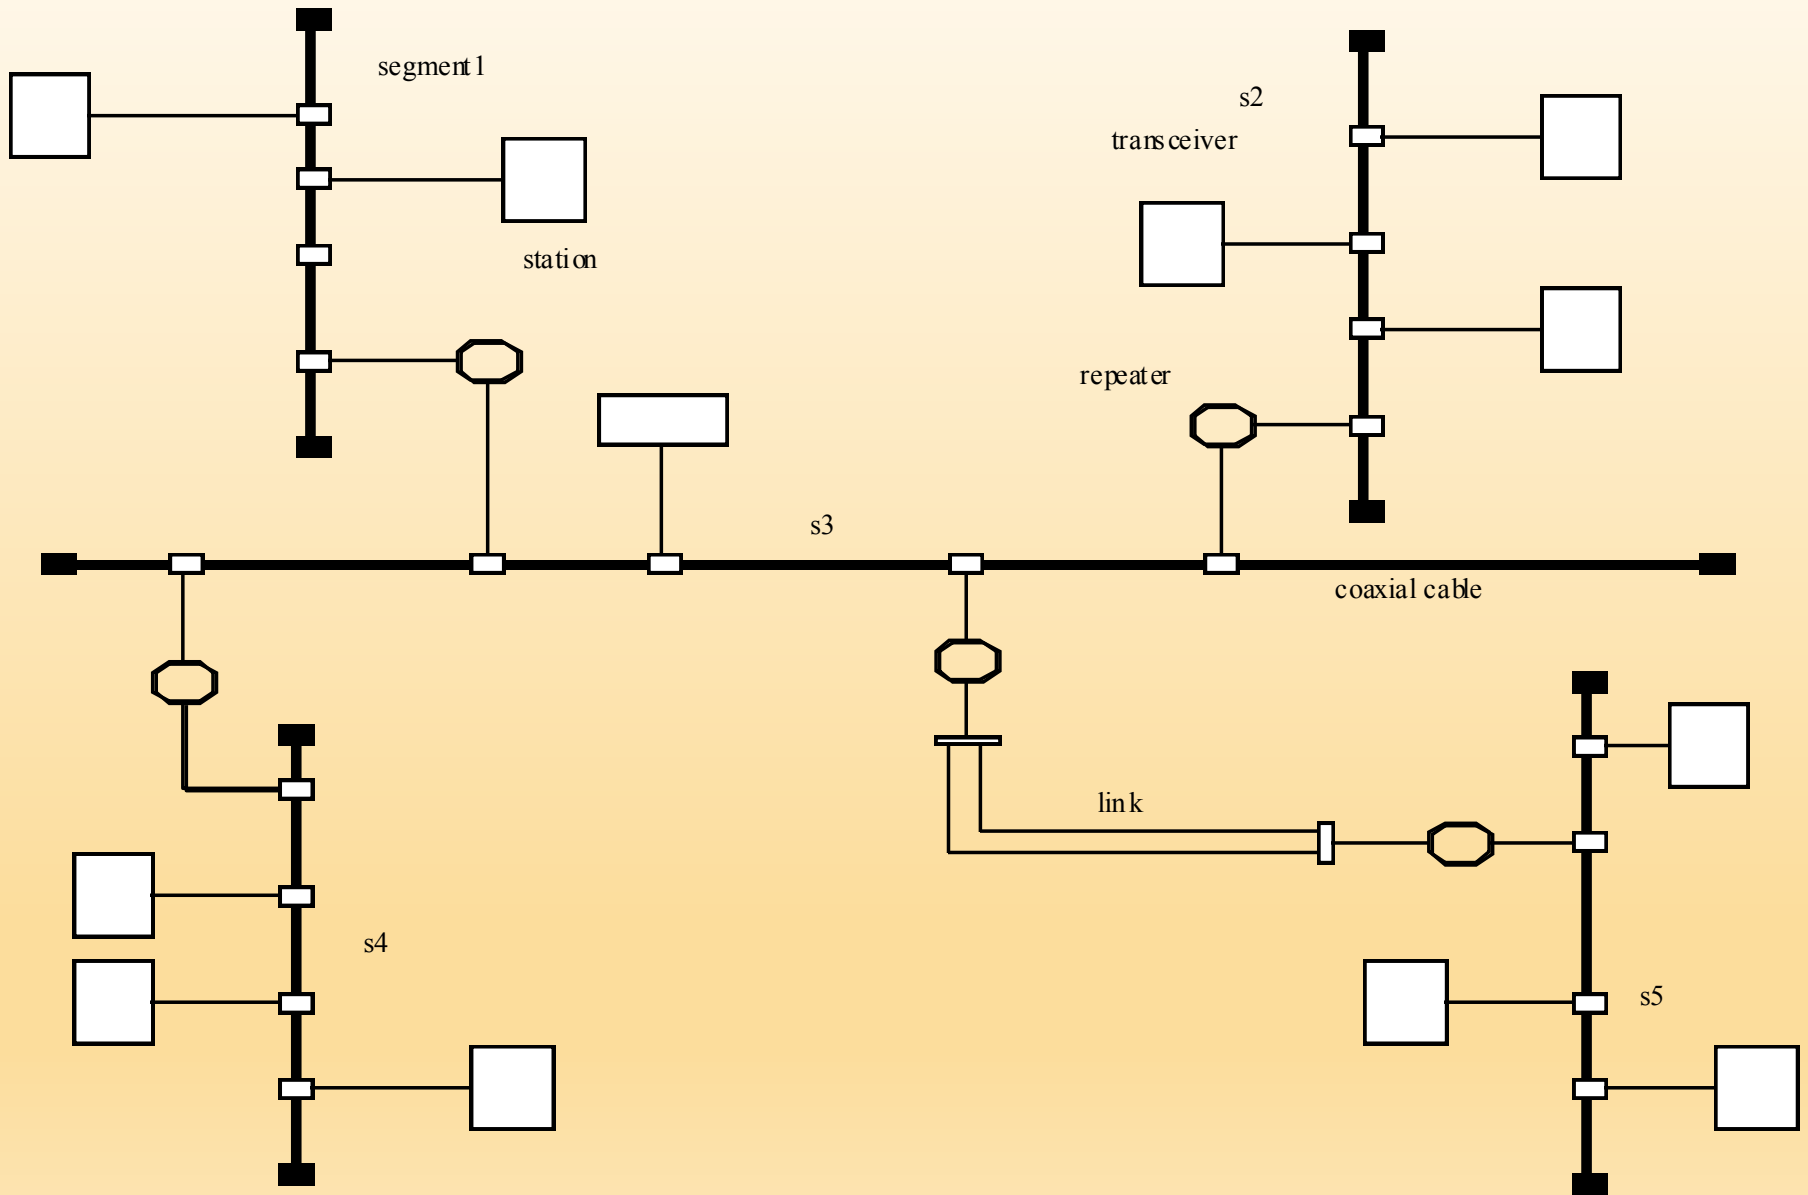 segment1
s2
transceiver
station
repeater
s3
coaxial cable
link
s4
s5